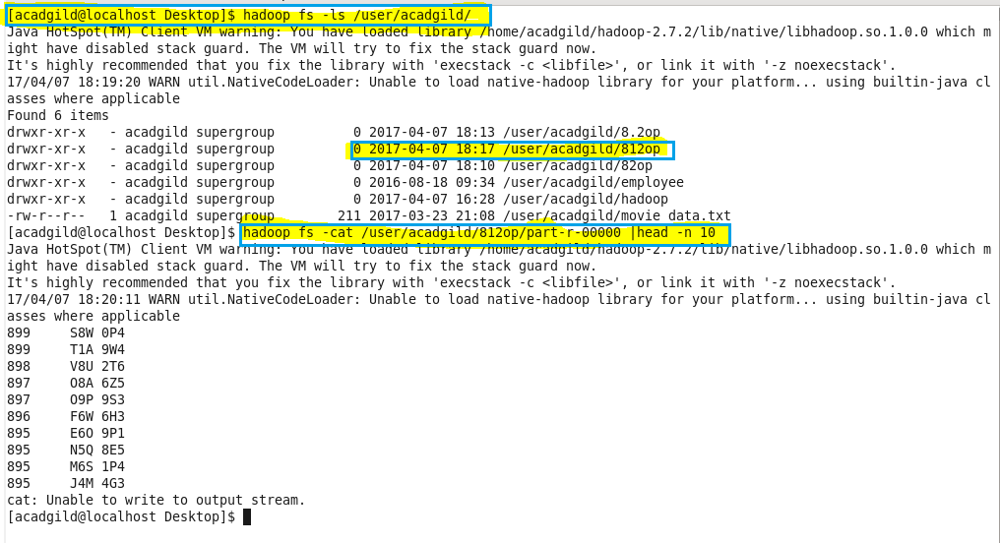 [acadgild@localhost Desktop]$ hadoop fs -ls /user/acadgild/
Java HotSpot(TM) Client VM warning: You have loaded library /home/acadgild/hadoop-2.7.2/lib/native/libhadoop.so.1.0.0 which m
ight have disabled stack guard. The VM will try to fix the stack guard now.
It's highly recommended that you fix the library with 'execstack -c <libfile>', or link it with '-z noexecstack'.
17/04/07 18:19:20 WARN util.NativeCodeLoader: Unable to load native-hadoop library for your platform... using builtin-java cl
asses where applicable
Found 6 items
drwxr-xr-x   - acadgild supergroup          0 2017-04-07 18:13 /user/acadgild/8.2op
drwxr-xr-x   - acadgild supergroup          0 2017-04-07 18:17 /user/acadgild/812op
drwxr-xr-x   - acadgild supergroup          0 2017-04-07 18:10 /user/acadgild/82op
drwxr-xr-x   - acadgild supergroup          0 2016-08-18 09:34 /user/acadgild/employee
drwxr-xr-x   - acadgild supergroup          0 2017-04-07 16:28 /user/acadgild/hadoop
-rw-r--r--   1 acadgild supergroup        211 2017-03-23 21:08 /user/acadgild/movie_data.txt
[acadgild@localhost Desktop]$ hadoop fs -cat /user/acadgild/812op/part-r-00000 |head -n 10
Java HotSpot(TM) Client VM warning: You have loaded library /home/acadgild/hadoop-2.7.2/lib/native/libhadoop.so.1.0.0 which m
ight have disabled stack guard. The VM will try to fix the stack guard now.
It's highly recommended that you fix the library with 'execstack -c <libfile>', or link it with '-z noexecstack'.
17/04/07 18:20:11 WARN util.NativeCodeLoader: Unable to load native-hadoop library for your platform... using builtin-java cl
asses where applicable
899     S8W 0P4
899     T1A 9W4
898     V8U 2T6
897     O8A 6Z5
897     O9P 9S3
896     F6W 6H3
895     E6O 9P1
895     N5Q 8E5
895     M6S 1P4
895     J4M 4G3
cat: Unable to write to output stream.
[acadgild@localhost Desktop]$